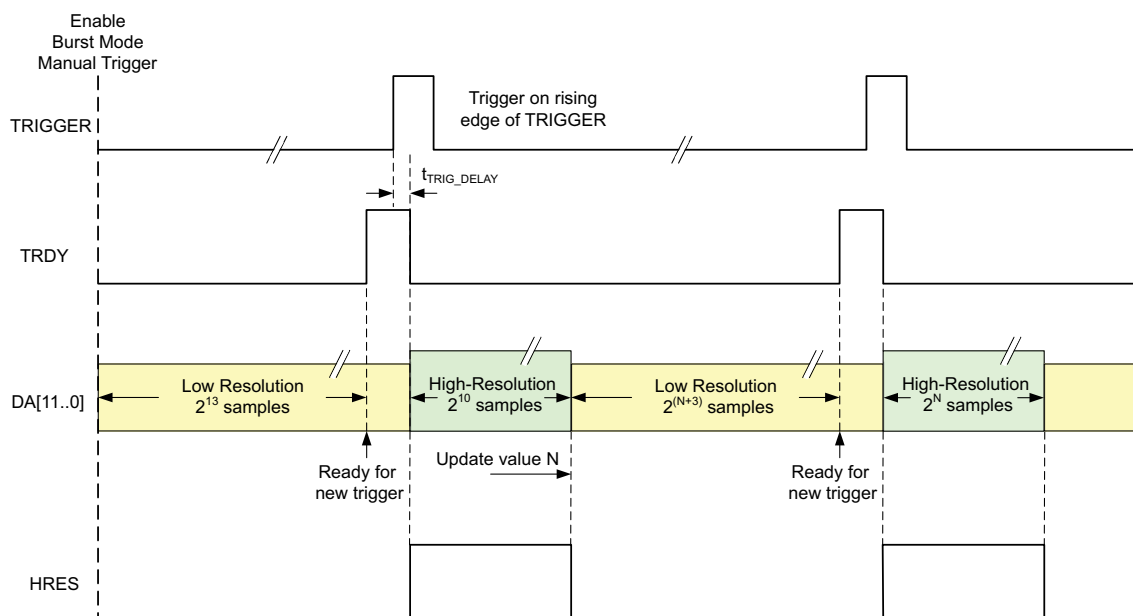 Enable
Burst Mode
Manual Trigger
TRIGGER
Trigger on rising
edge of TRIGGER
tTRIG_DELAY
TRDY
DA[11..0]
Low Resolution
2^13 samples
High-Resolution
2^10 samples
Low Resolution
2^(N+3) samples
High-Resolution
2^N samples
Ready for
new trigger
Update value N
Ready for
new trigger
HRES